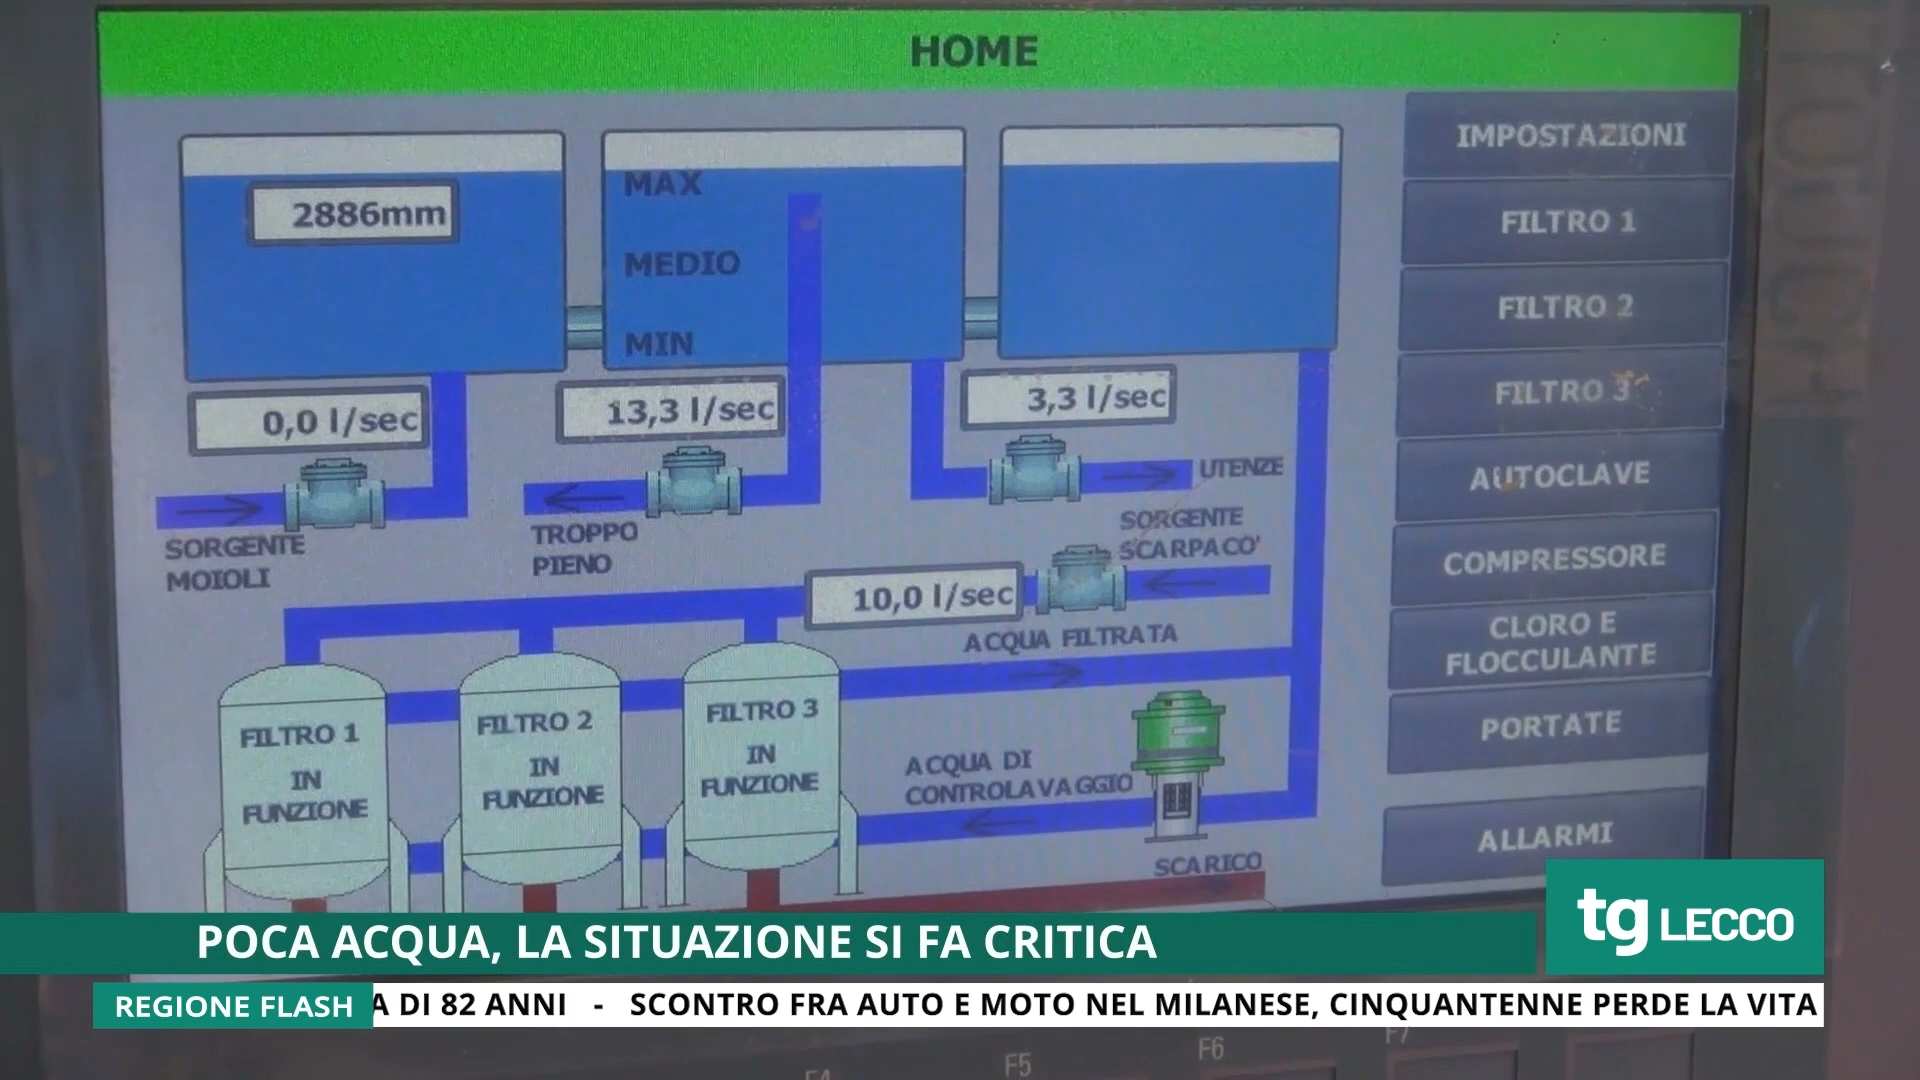 HOME
IMPOSTAZIONI
FILTRO 1
FILTRO 2
FILTRO 3
AUTOCLAVE
COMPRESSORE
CLORO E
FLOCCULANTE
PORTATE
ALLARMI
2886mm
MAX
MEDIO
MIN
0,0 l/sec
13,3 l/sec
3,3 l/sec
SORGENTE
MOIOLI
TROPPO
PIENO
UTENZE
SORGENTE
SCARPACO'
10,0 l/sec
ACQUA FILTRATA
FILTRO 1
IN
FUNZIONE
FILTRO 2
IN
FUNZIONE
FILTRO 3
IN
FUNZIONE
ACQUA DI
CONTROLAVAGGIO
SCARICO
TOUCH
POCA ACQUA, LA SITUAZIONE SI FA CRITICA
tg LECCO
REGIONE FLASH
A DI 82 ANNI - SCONTRO FRA AUTO E MOTO NEL MILANESE, CINQUANTENNE PERDE LA VITA
F4
F5
F6
F7